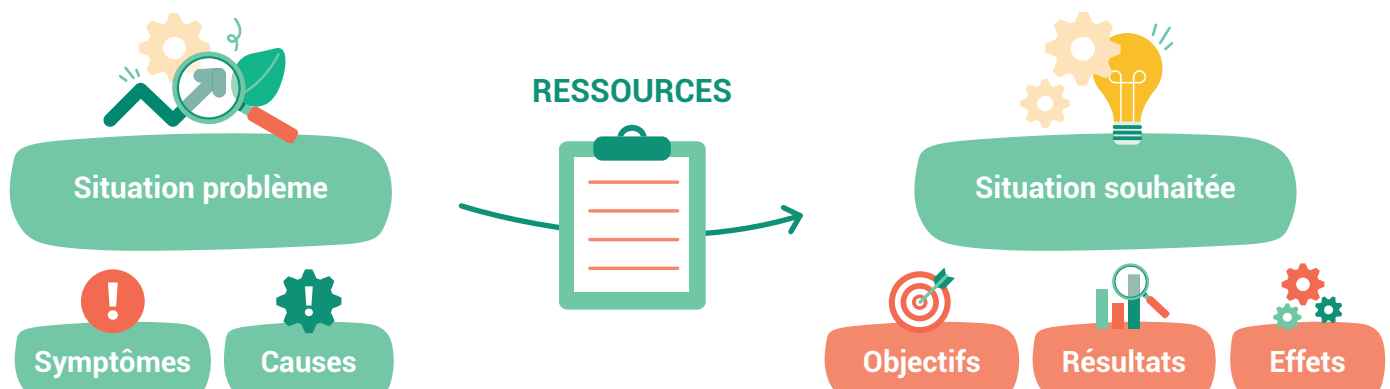 RESSOURCES
Situation problème
Situation souhaitée
Symptômes
Causes
Objectifs
Résultats
Effets